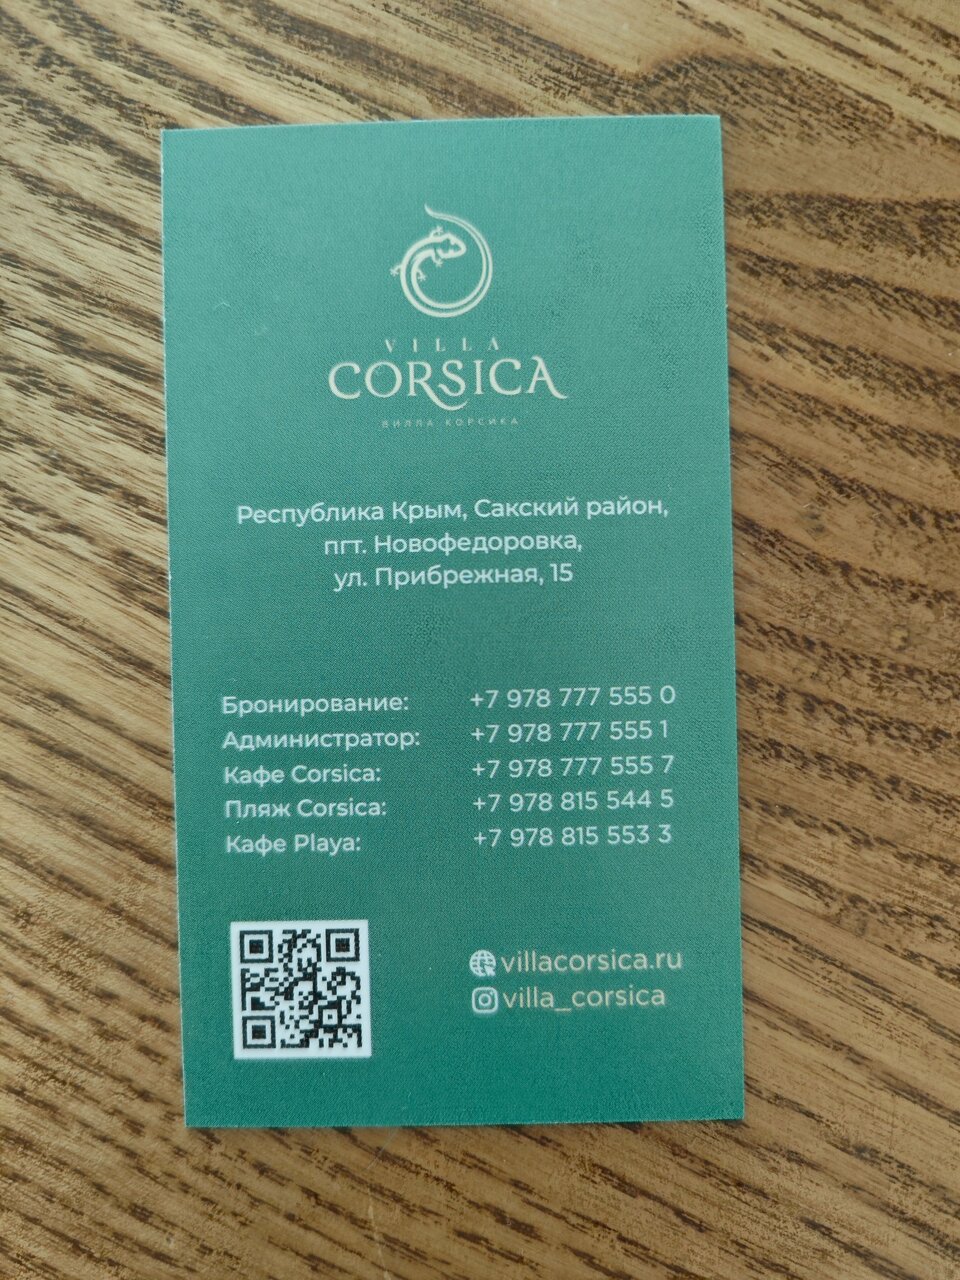 VILLA
CORSICA
ВИЛЛА КОРСИКА
Республика Крым, Сакский район,
пгт. Новофедоровка,
ул. Прибрежная, 15
Бронирование: +7 978 777 555 0
Администратор: +7 978 777 555 1
Кафе Corsica: +7 978 777 555 7
Пляж Corsica: +7 978 815 544 5
Кафе Playa: +7 978 815 553 3
villacorsica.ru
villa_corsica